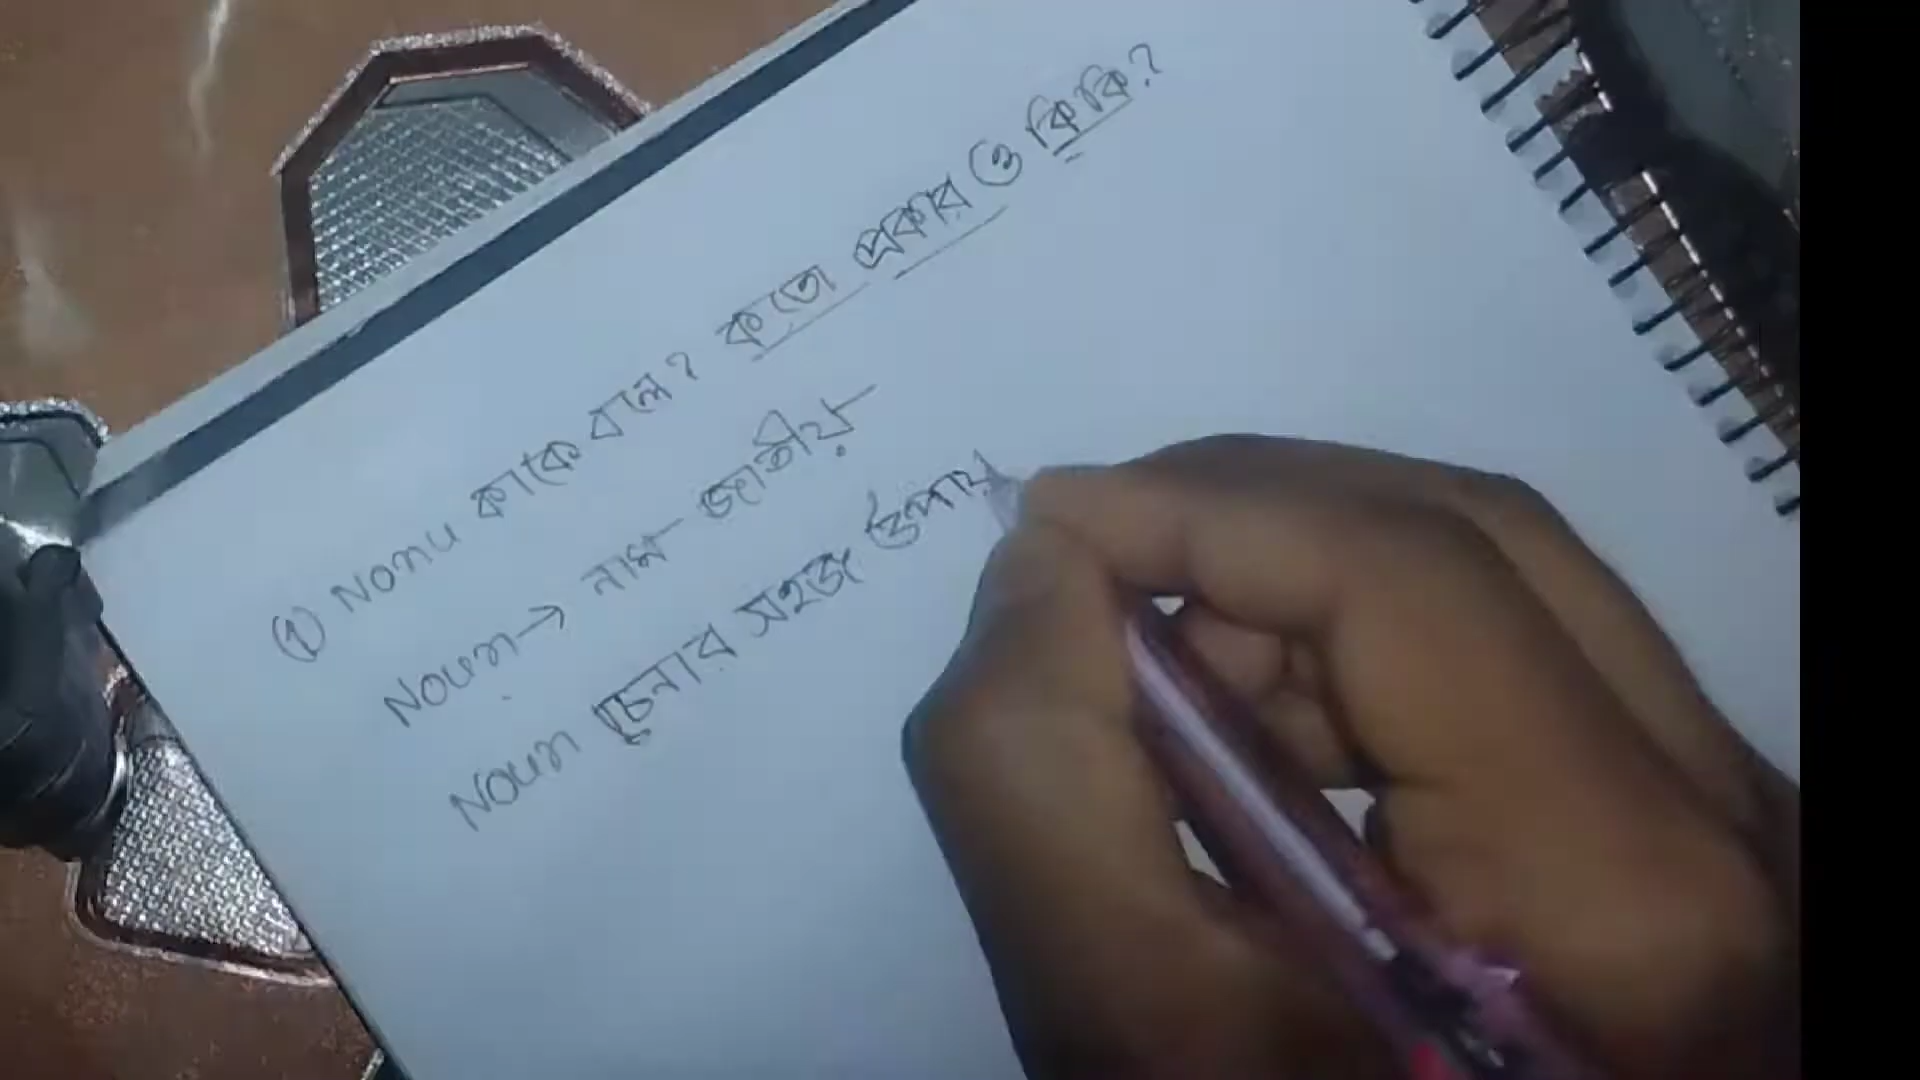 (1) Nonu কাকে বলে? কতো প্রকার ও কি কি?
Noun→ নাম জাতীয়
Noun চেনার সহজ উপায়